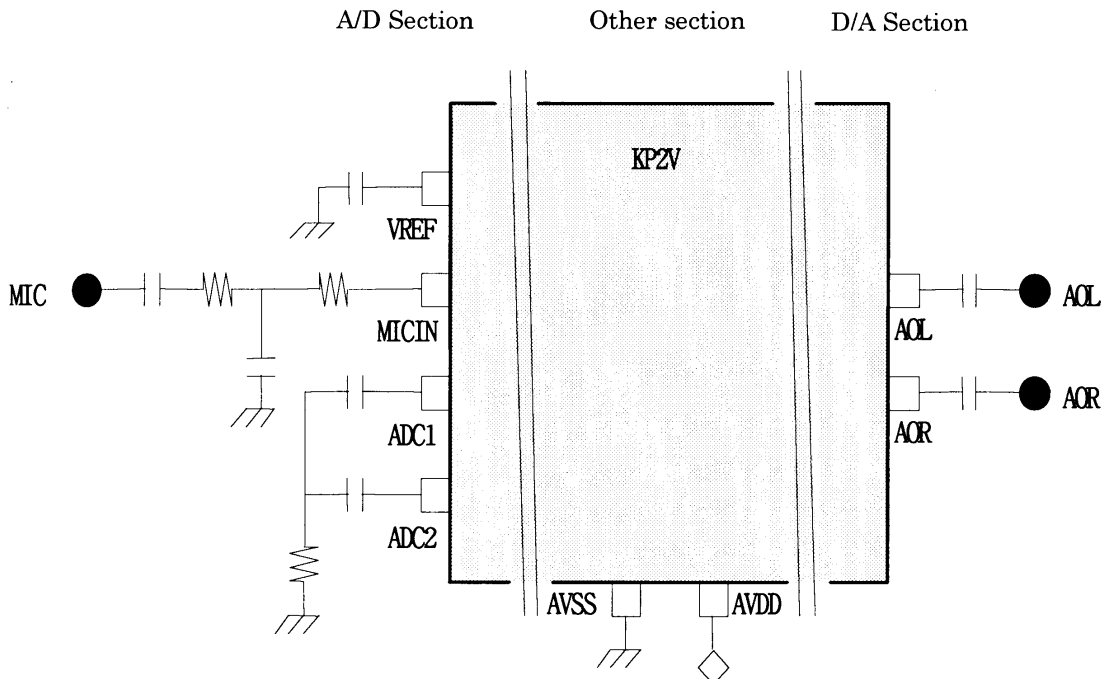 A/D Section
Other section
D/A Section
KP2V
VREF
MIC
MICIN
AOL
AOL
ADC1
AOR
AOR
ADC2
AVSS
AVDD